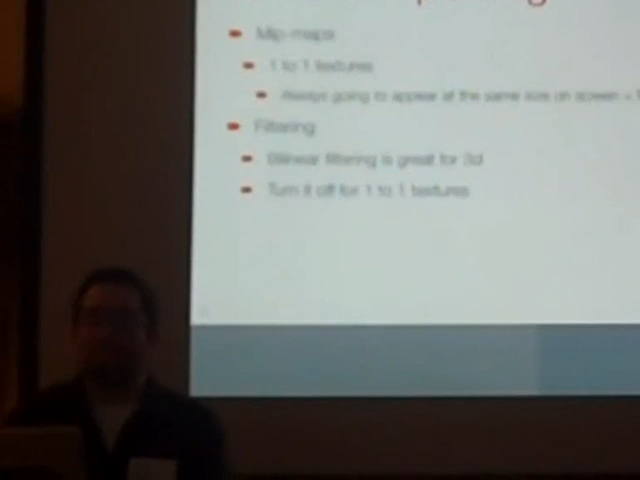 Mip-maps
1 to 1 textures
Always going to appear at the same size on screen
Filtering
Bilinear filtering is great for 3d
Turn it off for 1 to 1 textures